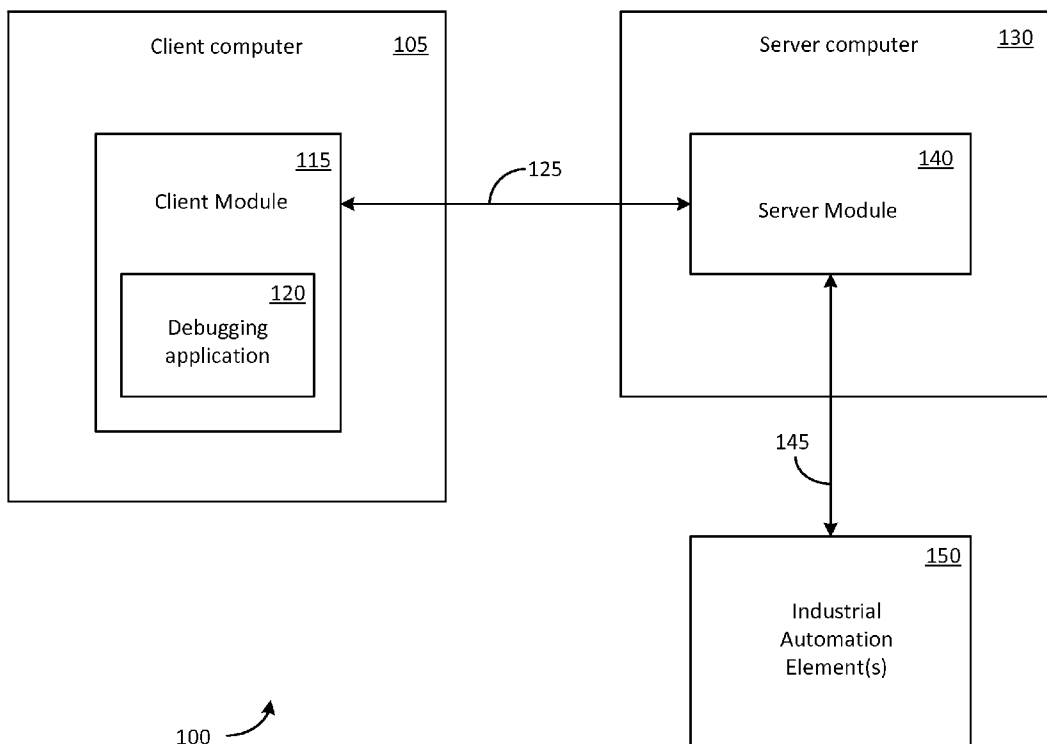 Client computer 105
115
Client Module
120
Debugging
application
125
Server computer 130
140
Server Module
145
150
Industrial
Automation
Element(s)
100